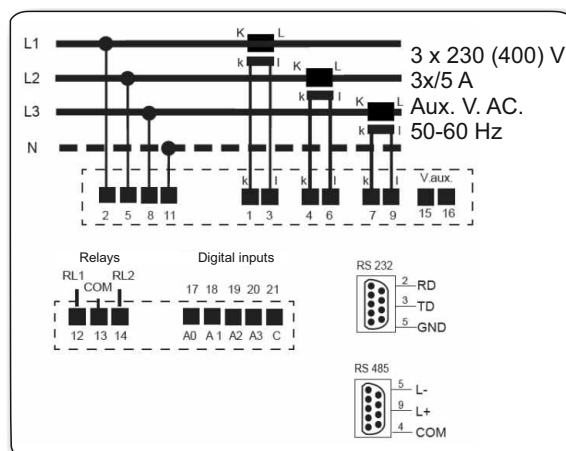 K L
L1
k l
3 x 230 (400) V
K L
L2
3x/5 A
k l
K L
L3
Aux. V. AC.
k l
50-60 Hz
N
k l k l k l V.aux.
2 5 8 11 1 3 4 6 7 9 15 16
Relays Digital inputs
RL1 RL2
COM
17 18 19 20 21
12 13 14 A0 A 1 A2 A3 C
RS 232
2 RD
3 TD
5 GND
RS 485
5 L-
9 L+
4 COM